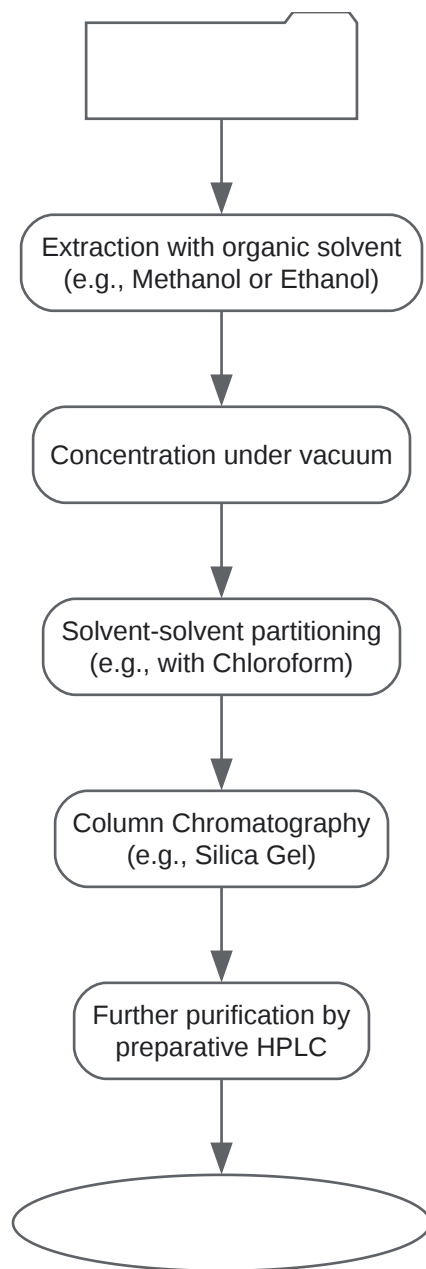 Extraction with organic solvent
(e.g., Methanol or Ethanol)
Concentration under vacuum
Solvent-solvent partitioning
(e.g., with Chloroform)
Column Chromatography
(e.g., Silica Gel)
Further purification by
preparative HPLC